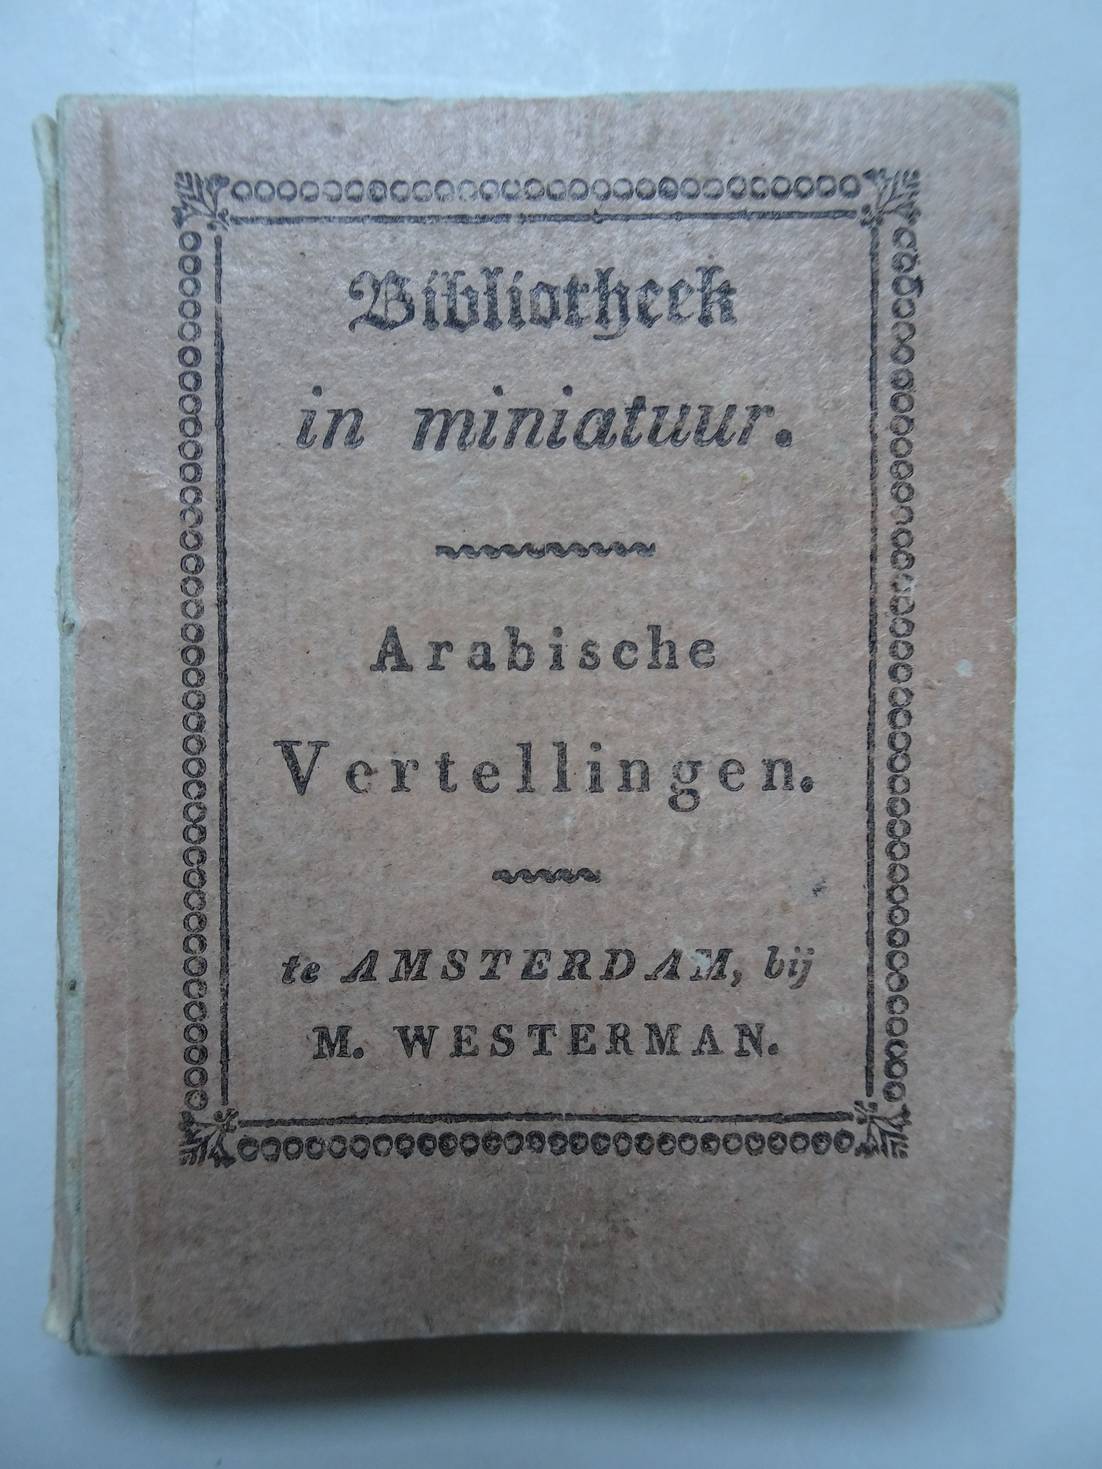 Bibliotheek
in miniatuur.
Arabische
Vertellingen.
te AMSTERDAM, bij
M. WESTERMAN.